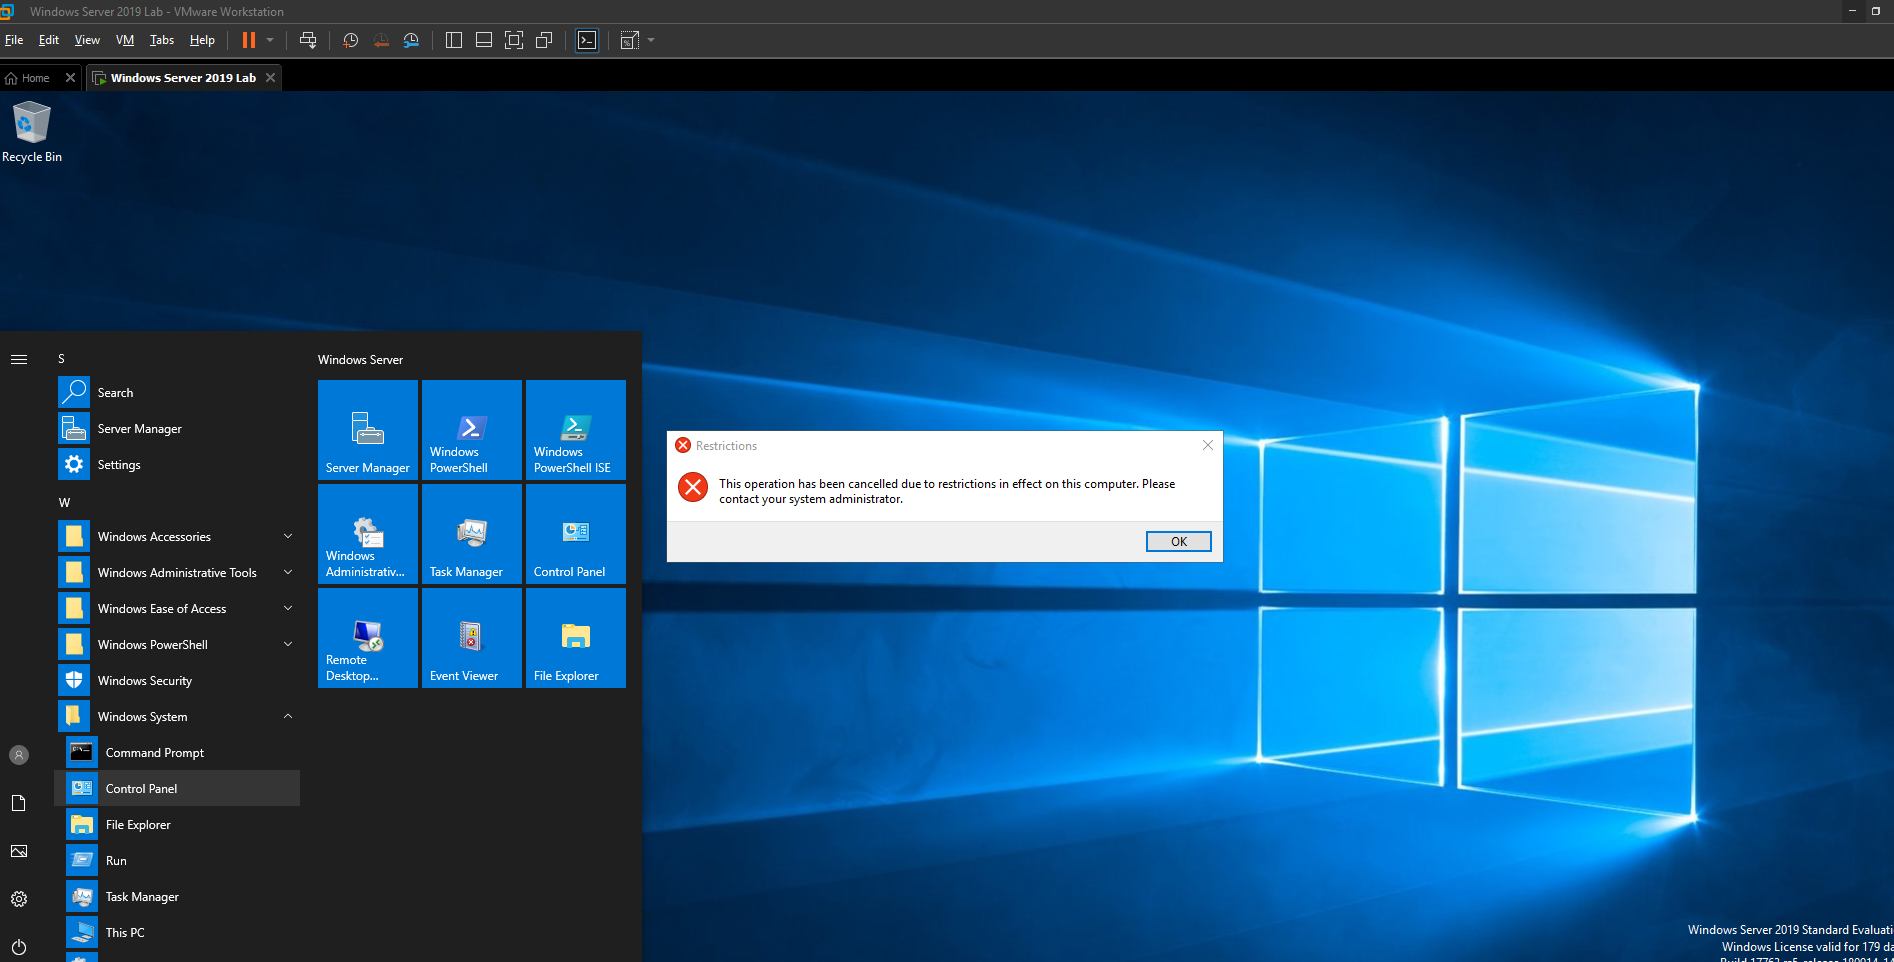 Windows Server 2019 Lab - VMware Workstation
File Edit View VM Tabs Help
Home
Windows Server 2019 Lab
Recycle Bin
S
Search
Server Manager
Settings
W
Windows Accessories
Windows Administrative Tools
Windows Ease of Access
Windows PowerShell
Windows Security
Windows System
Command Prompt
Control Panel
File Explorer
Run
Task Manager
This PC
Windows Server
Server Manager
Windows
PowerShell
Windows
PowerShell ISE
Windows
Administrativ...
Task Manager
Control Panel
Remote
Desktop...
Event Viewer
File Explorer
Restrictions
This operation has been cancelled due to restrictions in effect on this computer. Please
contact your system administrator.
OK
Windows Server 2019 Standard Evaluati
Windows License valid for 179 da